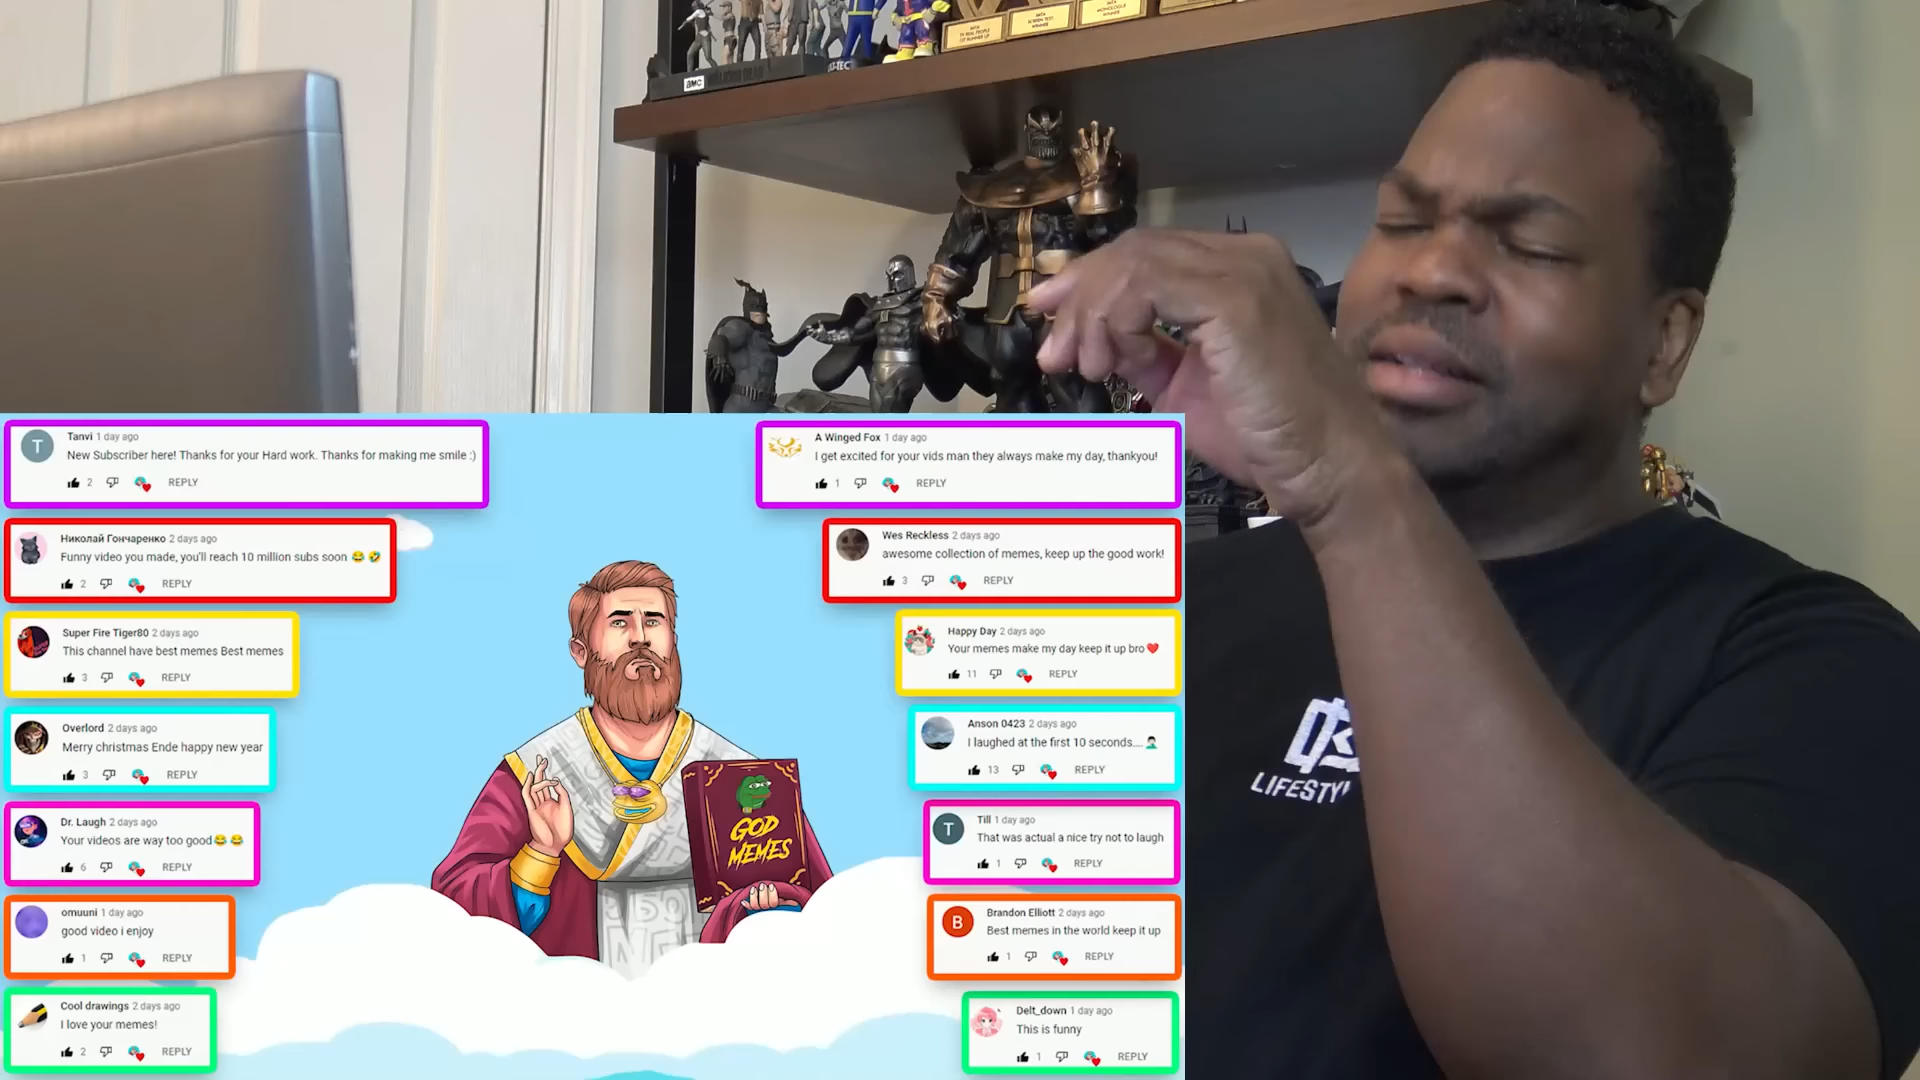 BMC
T
Tanvi 1 day ago
New Subscriber here! Thanks for your Hard work. Thanks for making me smile :)
2 REPLY
A Winged Fox 1 day ago
I get excited for your vids man they always make my day, thankyou!
1 REPLY
Николай Гончаренко 2 days ago
Funny video you made, you'll reach 10 million subs soon 😂 🤣
2 REPLY
Wes Reckless 2 days ago
awesome collection of memes, keep up the good work!
3 REPLY
Super Fire Tiger80 2 days ago
This channel have best memes Best memes
3 REPLY
Happy Day 2 days ago
Your memes make my day keep it up bro ❤️
11 REPLY
Overlord 2 days ago
Merry christmas Ende happy new year
3 REPLY
Anson 0423 2 days ago
I laughed at the first 10 seconds....
13 REPLY
Dr. Laugh 2 days ago
Your videos are way too good 😂 😂
6 REPLY
T
Till 1 day ago
That was actual a nice try not to laugh
1 REPLY
omuuni 1 day ago
good video i enjoy
1 REPLY
B
Brandon Elliott 2 days ago
Best memes in the world keep it up
1 REPLY
Cool drawings 2 days ago
I love your memes!
2 REPLY
Delt_down 1 day ago
This is funny
1 REPLY
GOD
MEMES